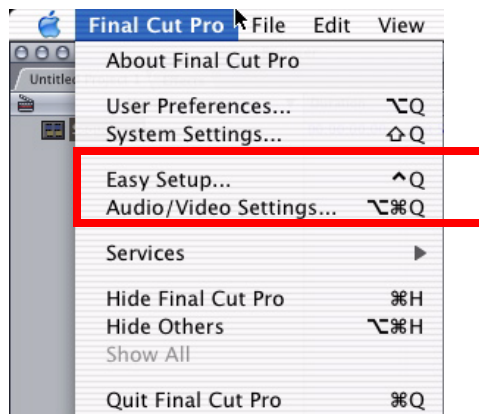 Final Cut Pro File Edit View
About Final Cut Pro
Untitle
User Preferences... ⌥Q
System Settings... ⇧Q
Easy Setup... ^Q
Audio/Video Settings... ⌥⌘Q
Services
Hide Final Cut Pro ⌘H
Hide Others ⌥⌘H
Show All
Quit Final Cut Pro ⌘Q